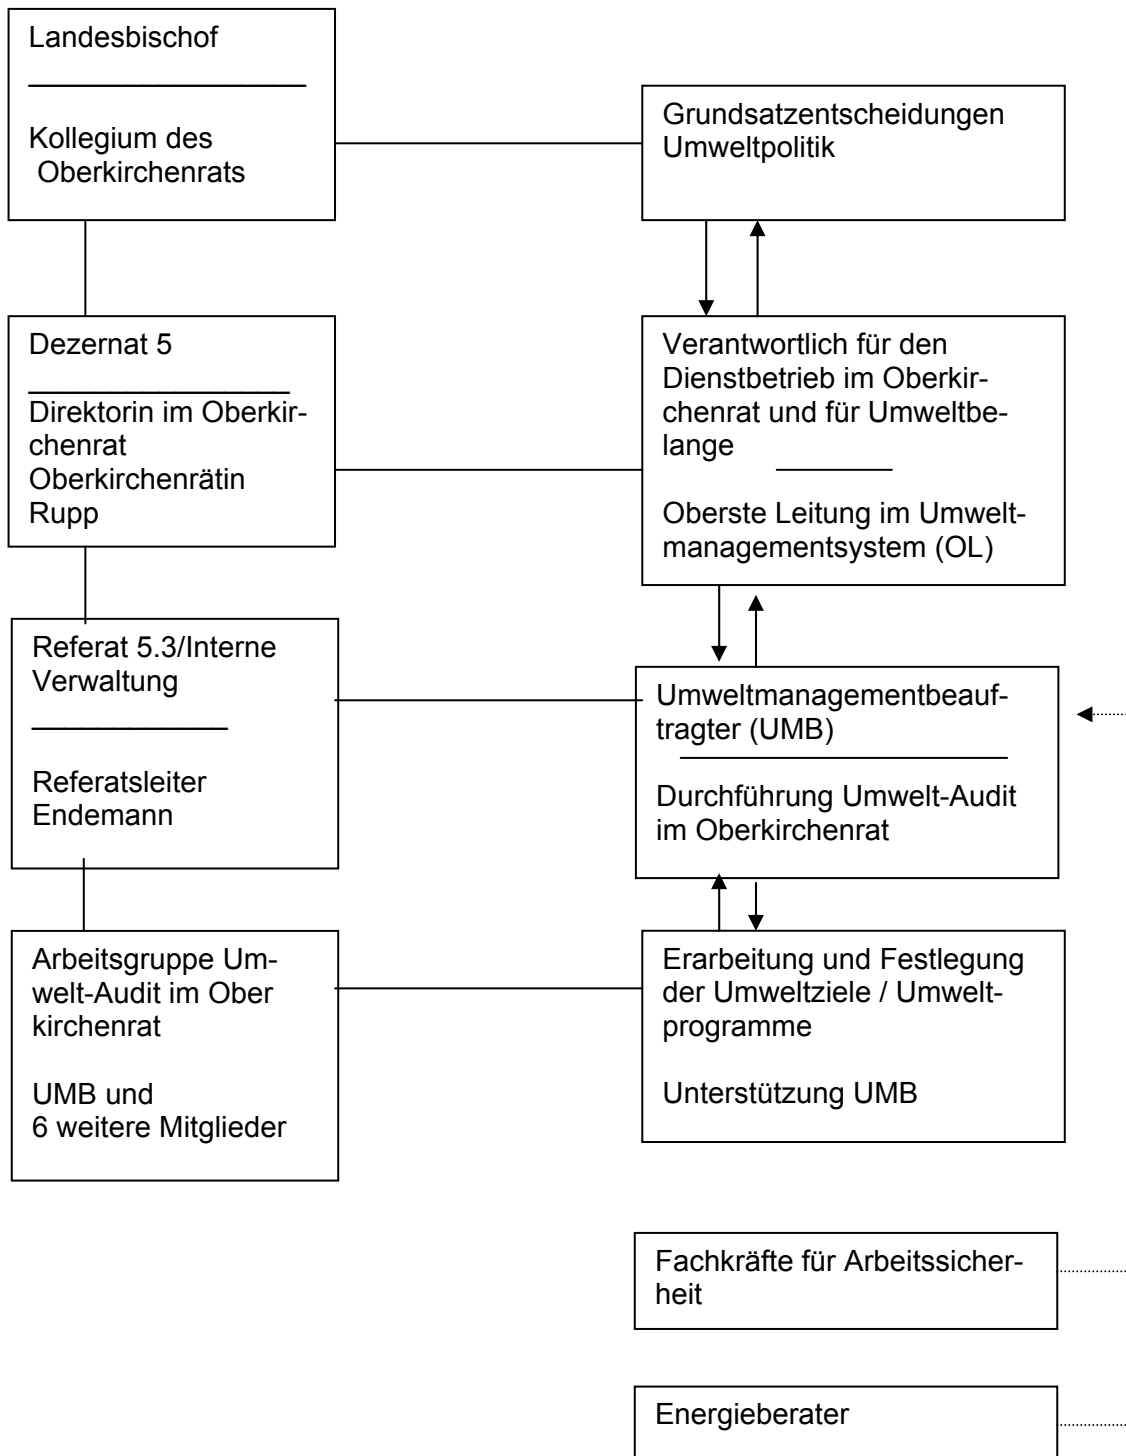 Landesbischof
Kollegium des
Oberkirchenrats
Grundsatzentscheidungen
Umweltpolitik
Dezernat 5
Direktorin im Oberkir-
chenrat
Oberkirchenrätin
Rupp
Verantwortlich für den
Dienstbetrieb im Oberkir-
chenrat und für Umweltbe-
lange
Oberste Leitung im Umwelt-
managementsystem (OL)
Referat 5.3/Interne
Verwaltung
Referatsleiter
Endemann
Umweltmanagementbeauf-
tragter (UMB)
Durchführung Umwelt-Audit
im Oberkirchenrat
Arbeitsgruppe Um-
welt-Audit im Ober
kirchenrat
UMB und
6 weitere Mitglieder
Erarbeitung und Festlegung
der Umweltziele / Umwelt-
programme
Unterstützung UMB
Fachkräfte für Arbeitssicher-
heit
Energieberater